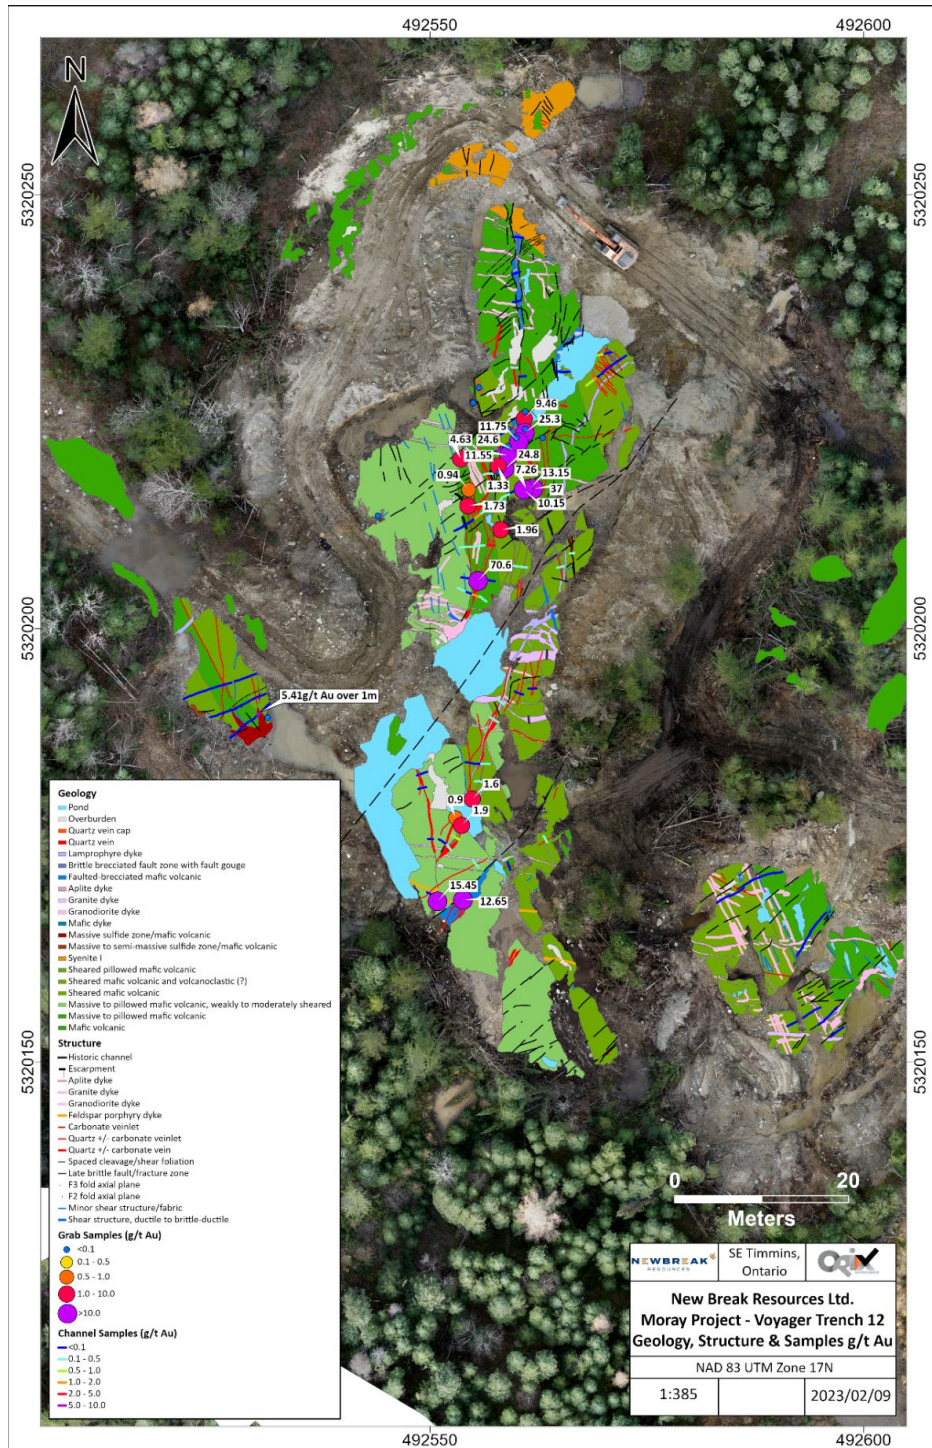 492550
492600
N
5320250
5320250
9.46
25.3
11.75
24.6
4.63
11.55
24.8
0.94
7.26
13.15
1.33
37
1.73
10.15
1.96
70.6
5320200
5320200
5.41g/t Au over 1m
1.6
0.9
1.9
15.45
12.65
5320150
5320150
Geology
Pond
Overburden
Quartz vein cap
Quartz vein
Lamprophyre dyke
Brittle brecciated fault zone with fault gouge
Faulted-brecciated mafic volcanic
Aplite dyke
Granite dyke
Granodiorite dyke
Mafic dyke
Massive sulfide zone/mafic volcanic
Massive to semi-massive sulfide zone/mafic volcanic
Syenite I
Sheared pillowed mafic volcanic
Sheared mafic volcanic and volcanoclastic (?)
Sheared mafic volcanic
Massive to pillowed mafic volcanic, weakly to moderately sheared
Massive to pillowed mafic volcanic
Mafic volcanic
Structure
Historic channel
Escarpment
Aplite dyke
Granite dyke
Granodiorite dyke
Feldspar porphyry dyke
Carbonate veinlet
Quartz +/- carbonate veinlet
Quartz +/- carbonate vein
Spaced cleavage/shear foliation
Late brittle fault/fracture zone
F3 fold axial plane
F2 fold axial plane
Minor shear structure/fabric
Shear structure, ductile to brittle-ductile
Grab Samples (g/t Au)
<0.1
0.1 - 0.5
0.5 - 1.0
1.0 - 10.0
>10.0
Channel Samples (g/t Au)
<0.1
0.1 - 0.5
0.5 - 1.0
1.0 - 2.0
2.0 - 5.0
5.0 - 10.0
0 20
Meters
NEWBREAK
RESOURCES
SE Timmins,
Ontario
ORIX
New Break Resources Ltd.
Moray Project - Voyager Trench 12
Geology, Structure & Samples g/t Au
NAD 83 UTM Zone 17N
1:385
2023/02/09
492550
492600